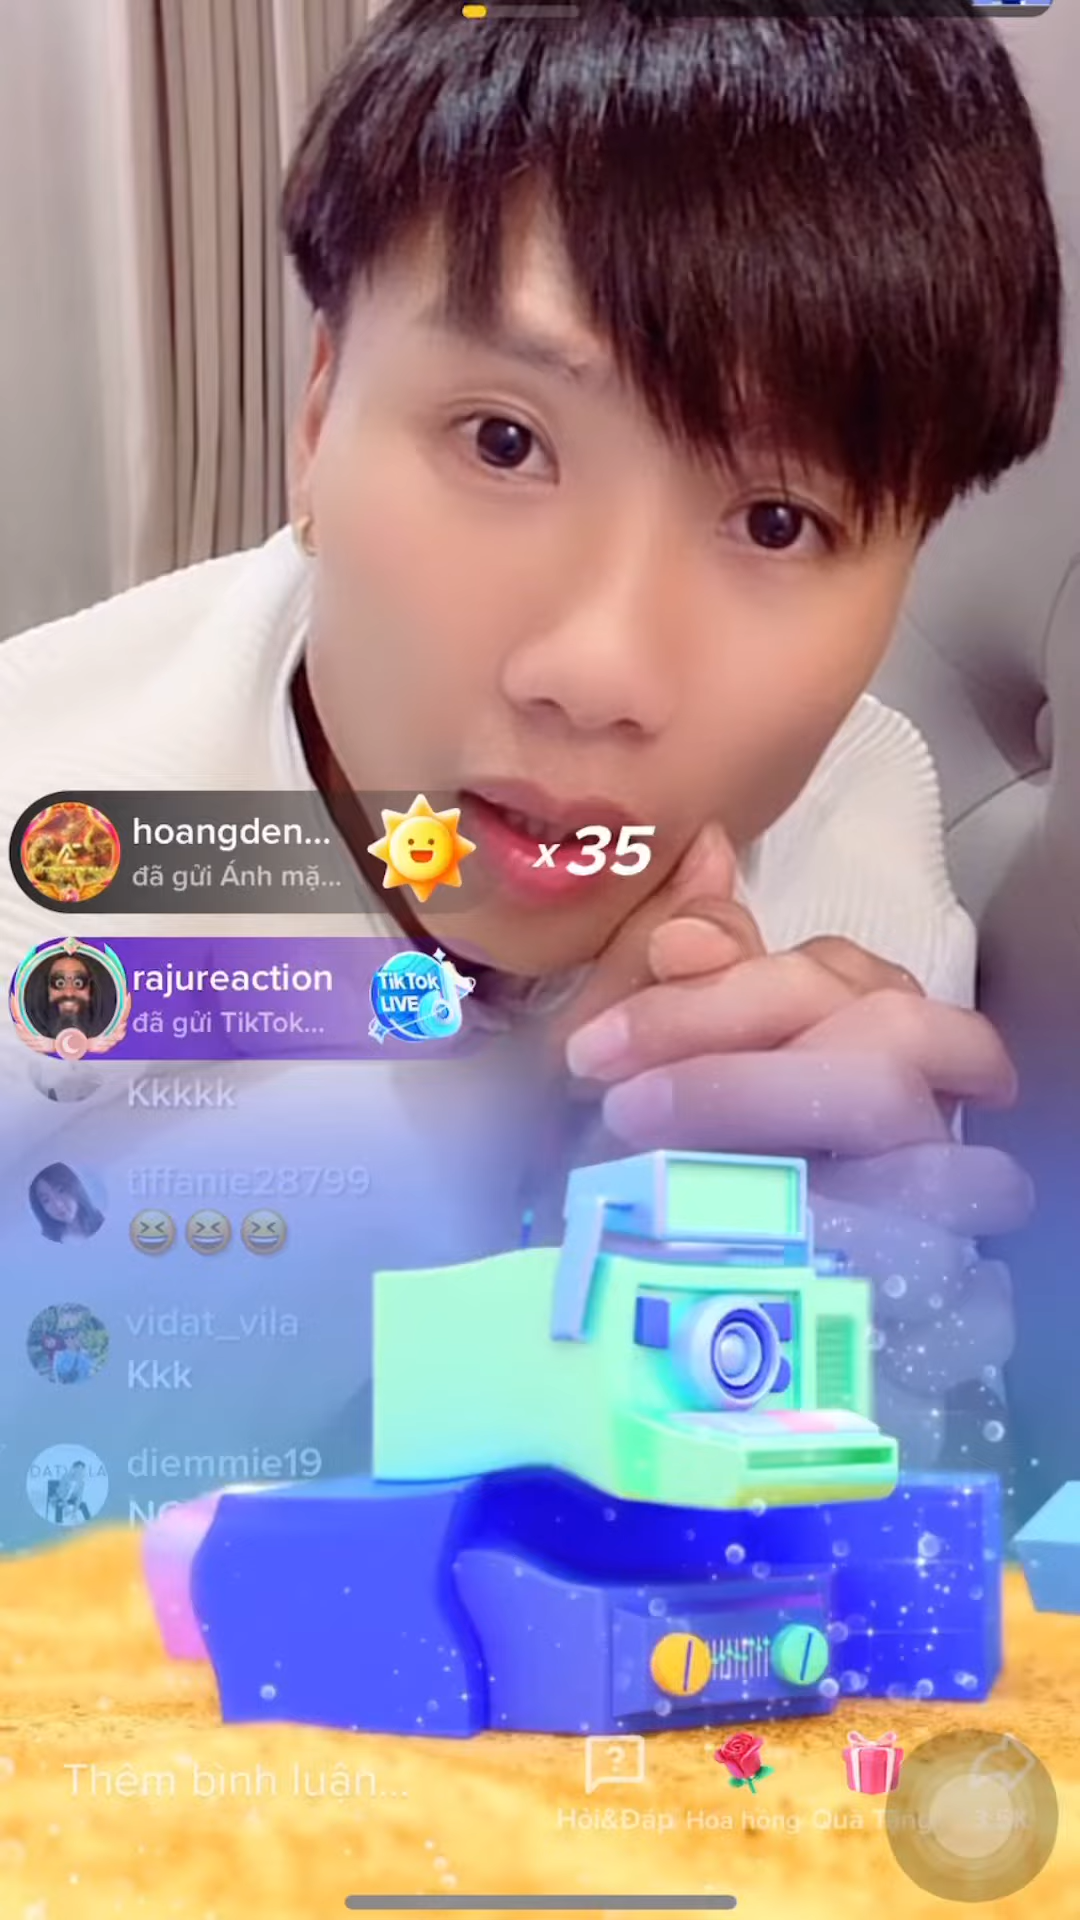 hoangden...
đã gửi Ánh mặ...
x 35
rajureaction
đã gửi TikTok...
TikTok
LIVE
Kkkkk
tiffanie28799
vidat_vila
Kkk
diemmie19
Thêm bình luận...
Hỏi&Đáp
Hoa hồng
Quà Tặng